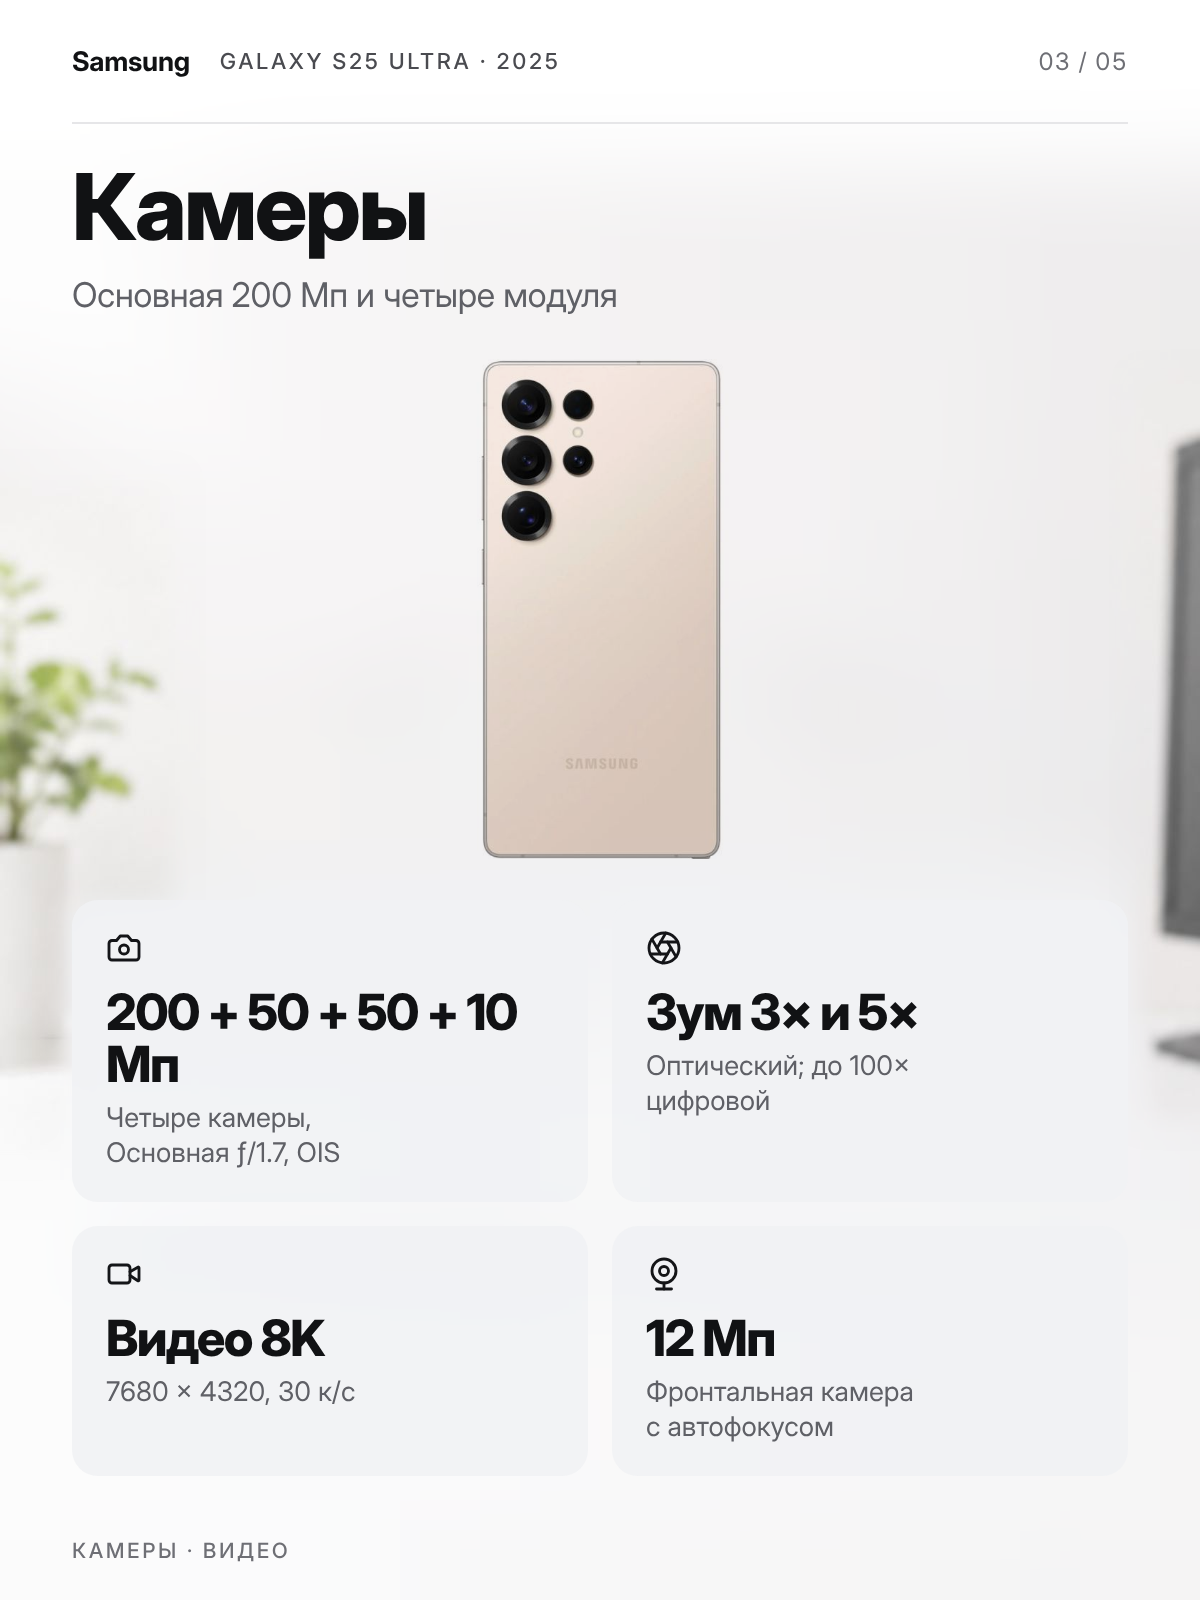 Samsung GALAXY S25 ULTRA · 2025 03 / 05
Камеры
Основная 200 Мп и четыре модуля
SAMSUNG
200 + 50 + 50 + 10
Мп
Четыре камеры,
Основная ƒ/1.7, OIS
Зум 3× и 5×
Оптический; до 100×
цифровой
Видео 8K
7680 × 4320, 30 к/с
12 Мп
Фронтальная камера
с автофокусом
КАМЕРЫ · ВИДЕО